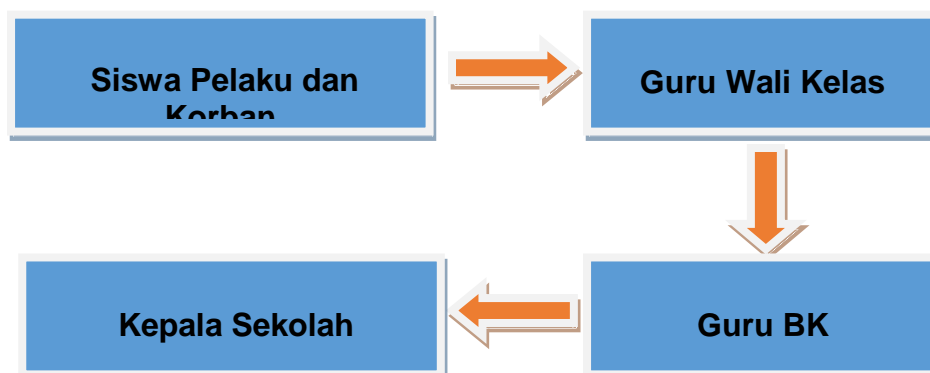 Siswa Pelaku dan
Korban
Guru Wali Kelas
Guru BK
Kepala Sekolah